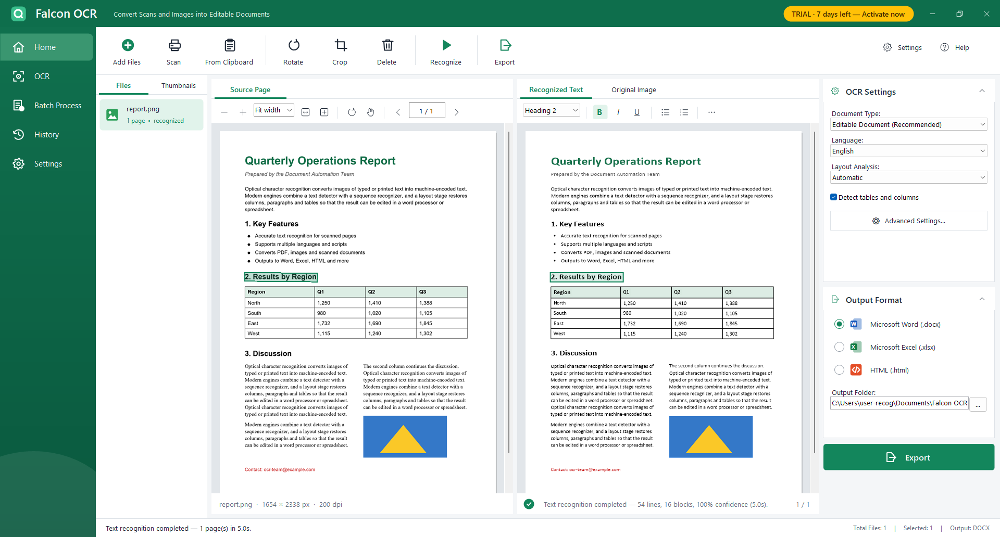 Falcon OCR
Convert Scans and Images into Editable Documents
TRIAL · 7 days left — Activate now
Home
OCR
Batch Process
History
Settings
Add Files
Scan
From Clipboard
Rotate
Crop
Delete
Recognize
Export
Settings
Help
Files
Thumbnails
report.png
1 page • recognized
Source Page
Fit width
1 / 1
Quarterly Operations Report
Prepared by the Document Automation Team
Optical character recognition converts images of typed or printed text into machine-encoded text.
Modern engines combine a text detector with a sequence recognizer, and a layout stage restores
columns, paragraphs and tables so that the result can be edited in a word processor or
spreadsheet.
1. Key Features
● Accurate text recognition for scanned pages
● Supports multiple languages and scripts
● Converts PDF, images and scanned documents
● Outputs to Word, Excel, HTML and more
2. Results by Region
Region Q1 Q2 Q3
North 1,250 1,410 1,388
South 980 1,020 1,105
East 1,732 1,690 1,845
West 1,115 1,240 1,302
3. Discussion
Optical character recognition converts images of
typed or printed text into machine-encoded text.
Modern engines combine a text detector with a
sequence recognizer, and a layout stage restores
columns, paragraphs and tables so that the result
can be edited in a word processor or spreadsheet.
Optical character recognition converts images of
typed or printed text into machine-encoded text.
Modern engines combine a text detector with a
sequence recognizer, and a layout stage restores
columns, paragraphs and tables so that the result
can be edited in a word processor or spreadsheet.
The second column continues the discussion.
Optical character recognition converts images of
typed or printed text into machine-encoded text.
Modern engines combine a text detector with a
sequence recognizer, and a layout stage restores
columns, paragraphs and tables so that the result
can be edited in a word processor or spreadsheet.
Contact: ocr-team@example.com
report.png · 1654 × 2338 px · 200 dpi
Recognized Text
Original Image
Heading 2
B I U
...
Quarterly Operations Report
Prepared by the Document Automation Team
Optical character recognition converts images of typed or printed text into machine-encoded text.
Modern engines combine a text detector with a sequence recognizer, and a layout stage restores
columns, paragraphs and tables so that the result can be edited in a word processor or
spreadsheet.
1. Key Features
• Accurate text recognition for scanned pages
• Supports multiple languages and scripts
• Converts PDF, images and scanned documents
• Outputs to Word, Excel, HTML and more
2. Results by Region
Region Q1 Q2 Q3
North 1,250 1,410 1,388
South 980 1,020 1,105
East 1,732 1,690 1,845
West 1,115 1,240 1,302
3. Discussion
Optical character recognition converts images of
typed or printed text into machine-encoded text.
Modern engines combine a text detector with a
sequence recognizer, and a layout stage restores
columns, paragraphs and tables so that the result
can be edited in a word processor or spreadsheet.
Optical character recognition converts images of
typed or printed text into machine-encoded text.
Modern engines combine a text detector with a
sequence recognizer, and a layout stage restores
columns, paragraphs and tables so that the result
can be edited in a word processor or spreadsheet.
The second column continues the discussion.
Optical character recognition converts images of
typed or printed text into machine-encoded text.
Modern engines combine a text detector with a
sequence recognizer, and a layout stage restores
columns, paragraphs and tables so that the result
can be edited in a word processor or spreadsheet.
Contact: ocr-team@example.com
Text recognition completed — 54 lines, 16 blocks, 100% confidence (5.0s).
1 / 1
OCR Settings
Document Type:
Editable Document (Recommended)
Language:
English
Layout Analysis:
Automatic
Detect tables and columns
Advanced Settings...
Output Format
W Microsoft Word (.docx)
X Microsoft Excel (.xlsx)
HTML (.html)
Output Folder:
C:\Users\user-recog\Documents\Falcon OCR
...
Export
Text recognition completed — 1 page(s) in 5.0s.
Total Files: 1 | Selected: 1 | Output: DOCX